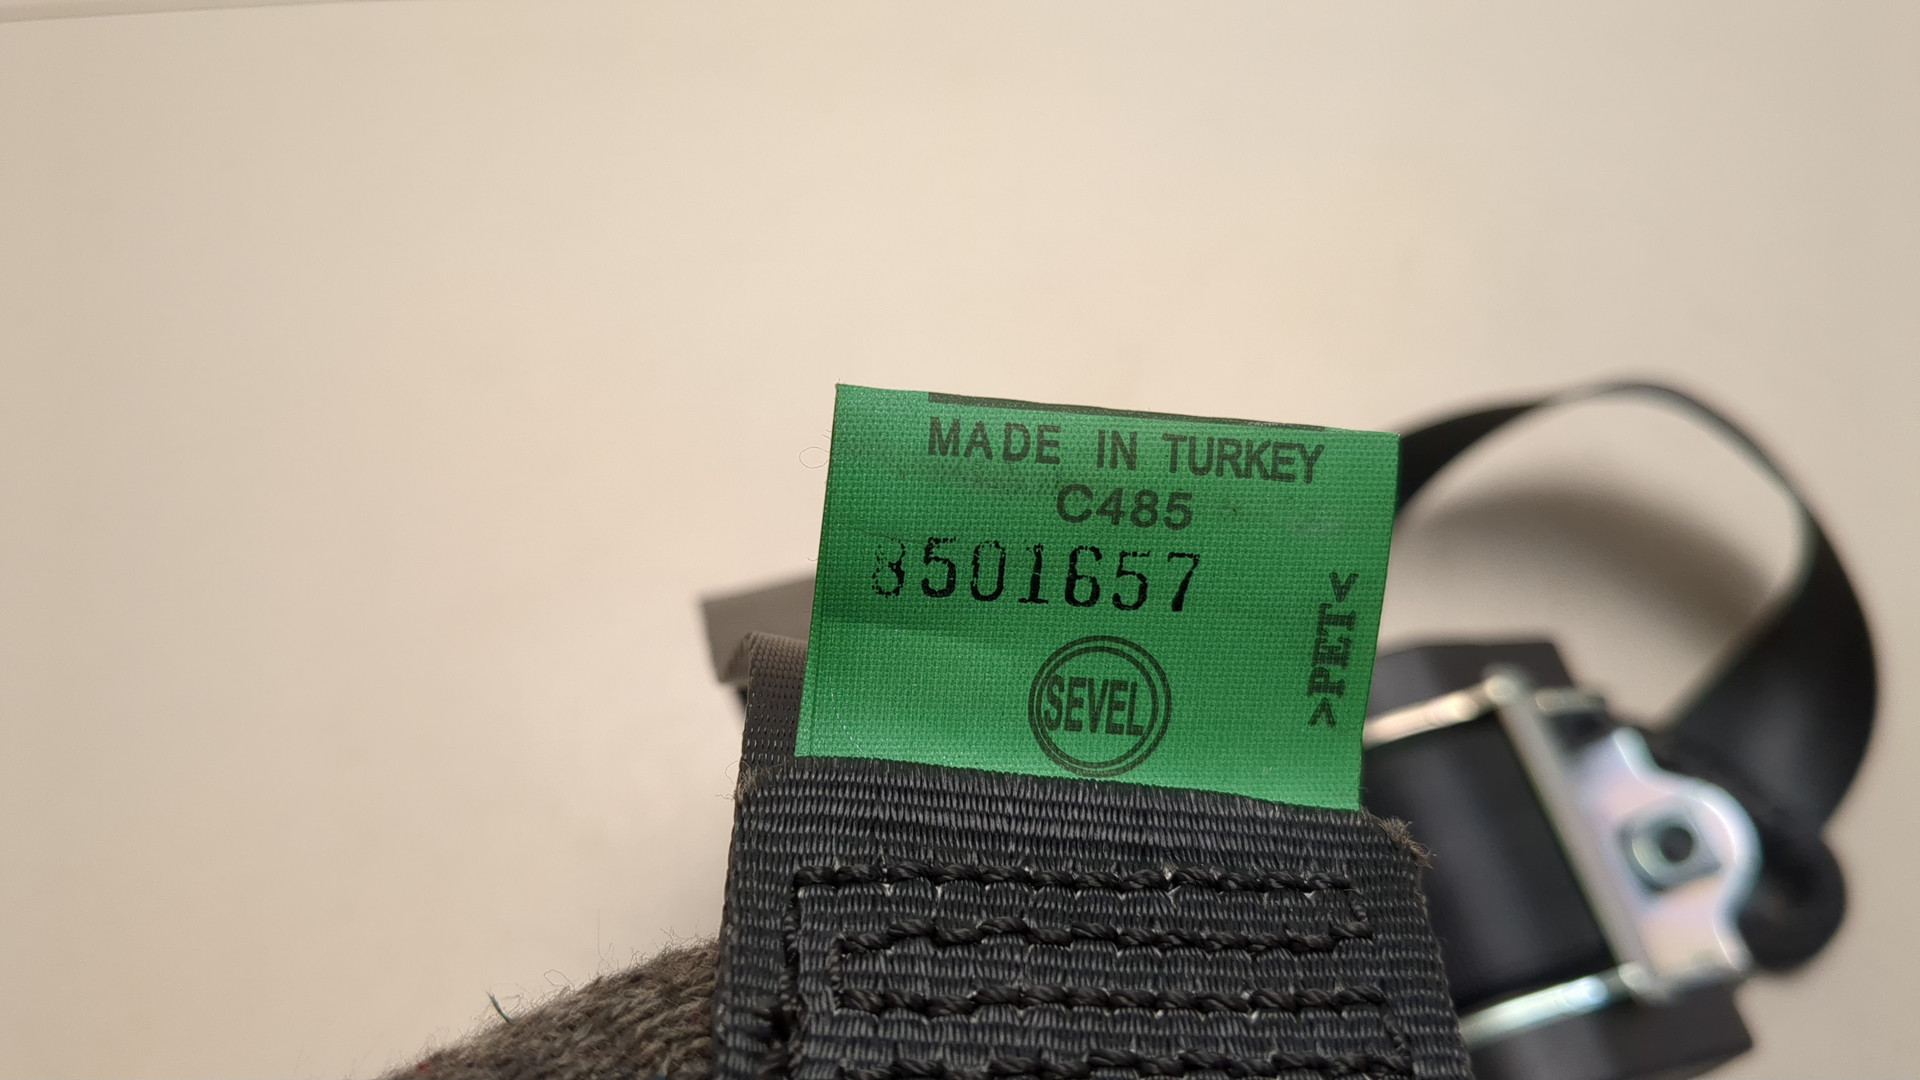 MADE IN TURKEY
C485
8501657
>PET<
SEVEL